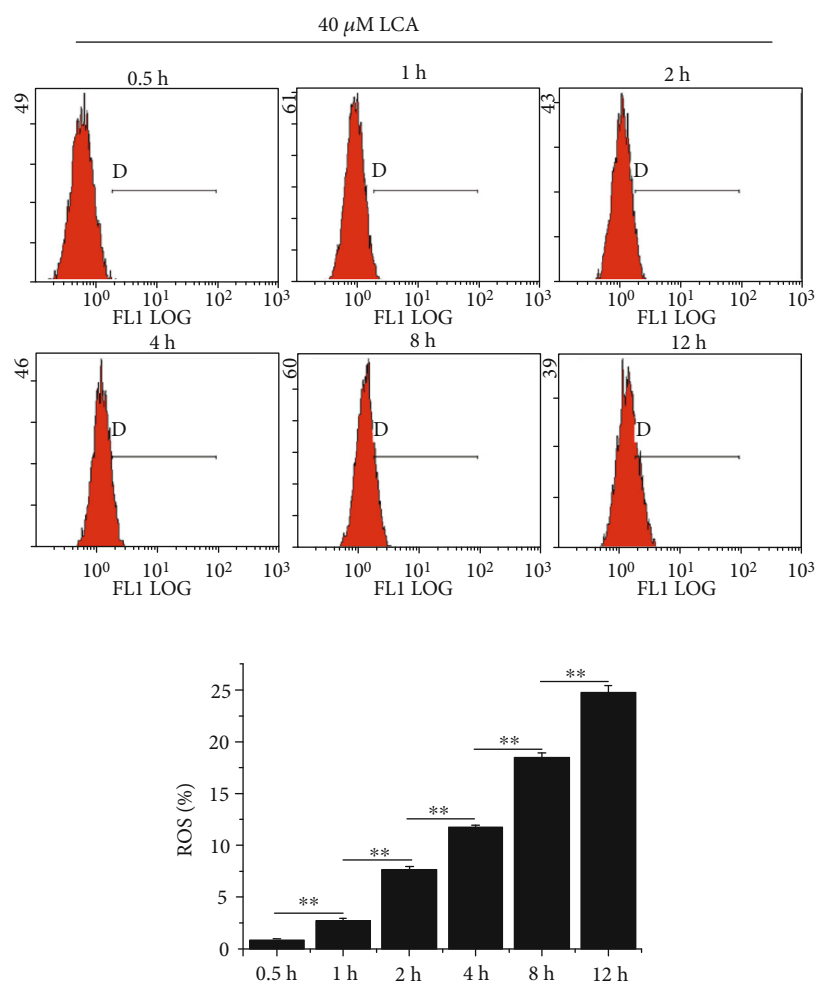 40 μM LCA
0.5 h
1 h
2 h
49
D
10⁰ 10¹ 10² 10³
FL1 LOG
61
D
10⁰ 10¹ 10² 10³
FL1 LOG
43
D
10⁰ 10¹ 10² 10³
FL1 LOG
4 h
8 h
12 h
46
D
10⁰ 10¹ 10² 10³
FL1 LOG
60
D
10⁰ 10¹ 10² 10³
FL1 LOG
39
D
10⁰ 10¹ 10² 10³
FL1 LOG
ROS (%)
25
20
15
10
5
0
**
**
**
**
**
0.5 h 1 h 2 h 4 h 8 h 12 h